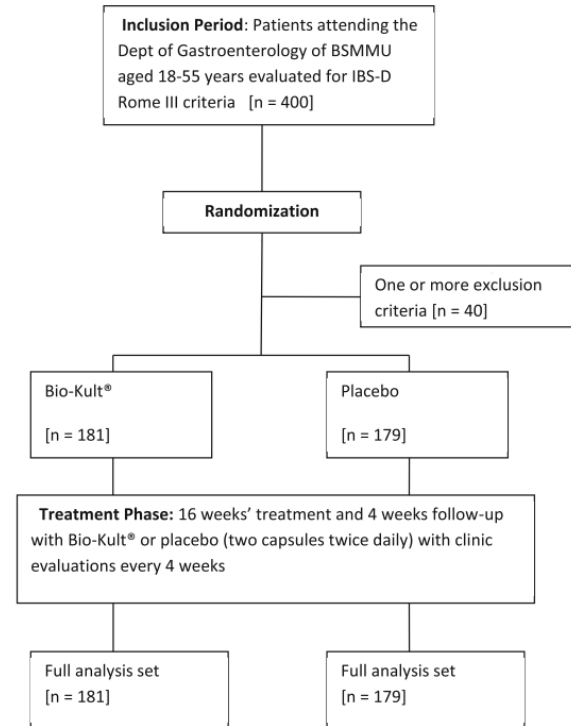 Inclusion Period: Patients attending the
Dept of Gastroenterology of BSMMU
aged 18-55 years evaluated for IBS-D
Rome III criteria [n = 400]
Randomization
One or more exclusion
criteria [n = 40]
Bio-Kult®
[n = 181]
Placebo
[n = 179]
Treatment Phase: 16 weeks’ treatment and 4 weeks follow-up
with Bio-Kult® or placebo (two capsules twice daily) with clinic
evaluations every 4 weeks
Full analysis set
[n = 181]
Full analysis set
[n = 179]